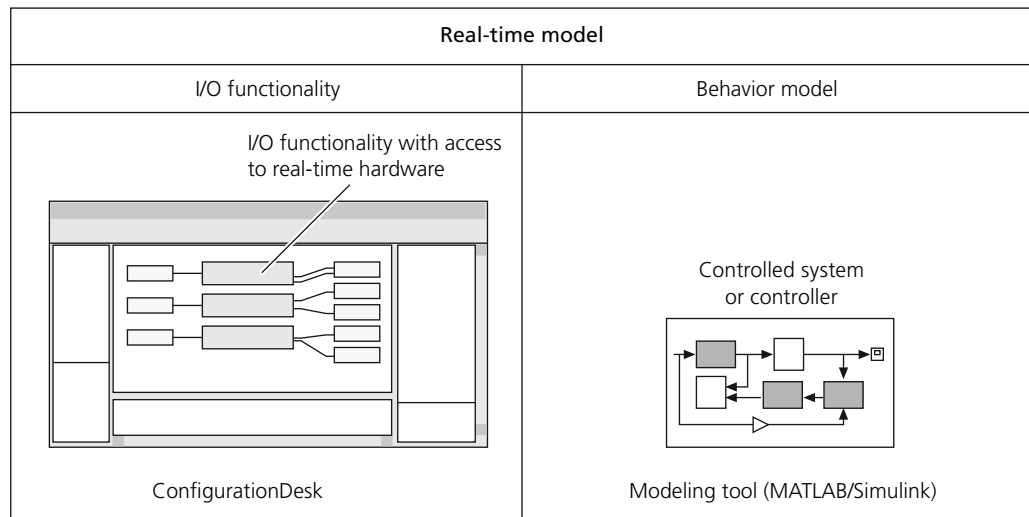 Real-time model
I/O functionality
Behavior model
I/O functionality with access
to real-time hardware
ConfigurationDesk
Controlled system
or controller
Modeling tool (MATLAB/Simulink)